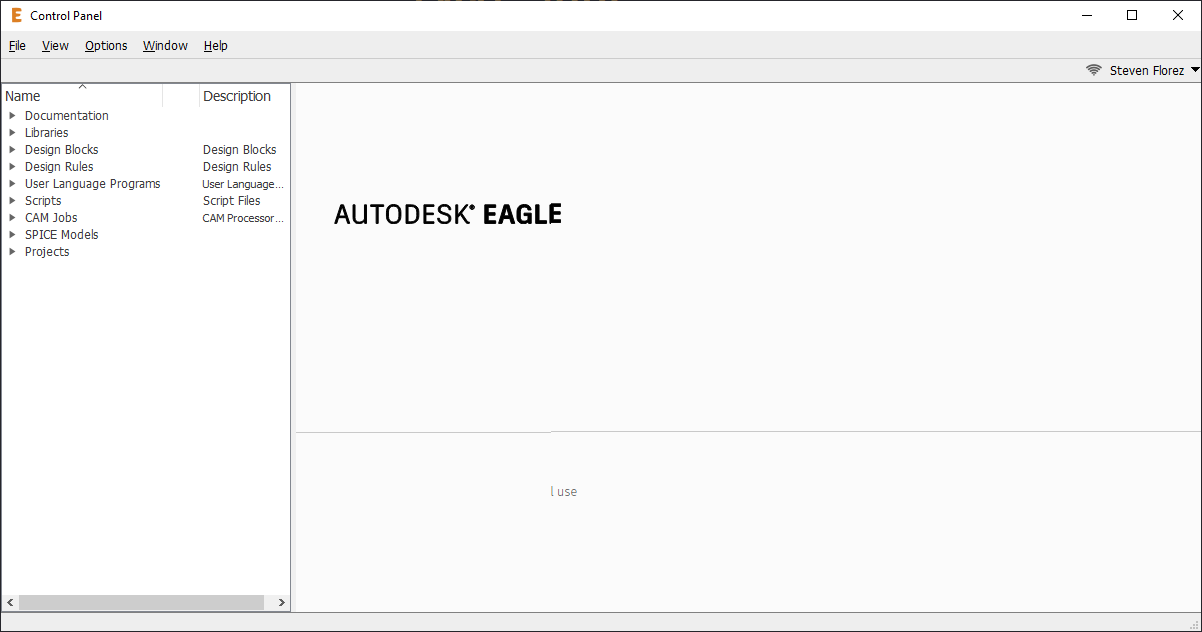 Control Panel
File View Options Window Help
Steven Florez
Name Description
Documentation
Libraries
Design Blocks Design Blocks
Design Rules Design Rules
User Language Programs User Language...
Scripts Script Files
CAM Jobs CAM Processor...
SPICE Models
Projects
AUTODESK® EAGLE
l use